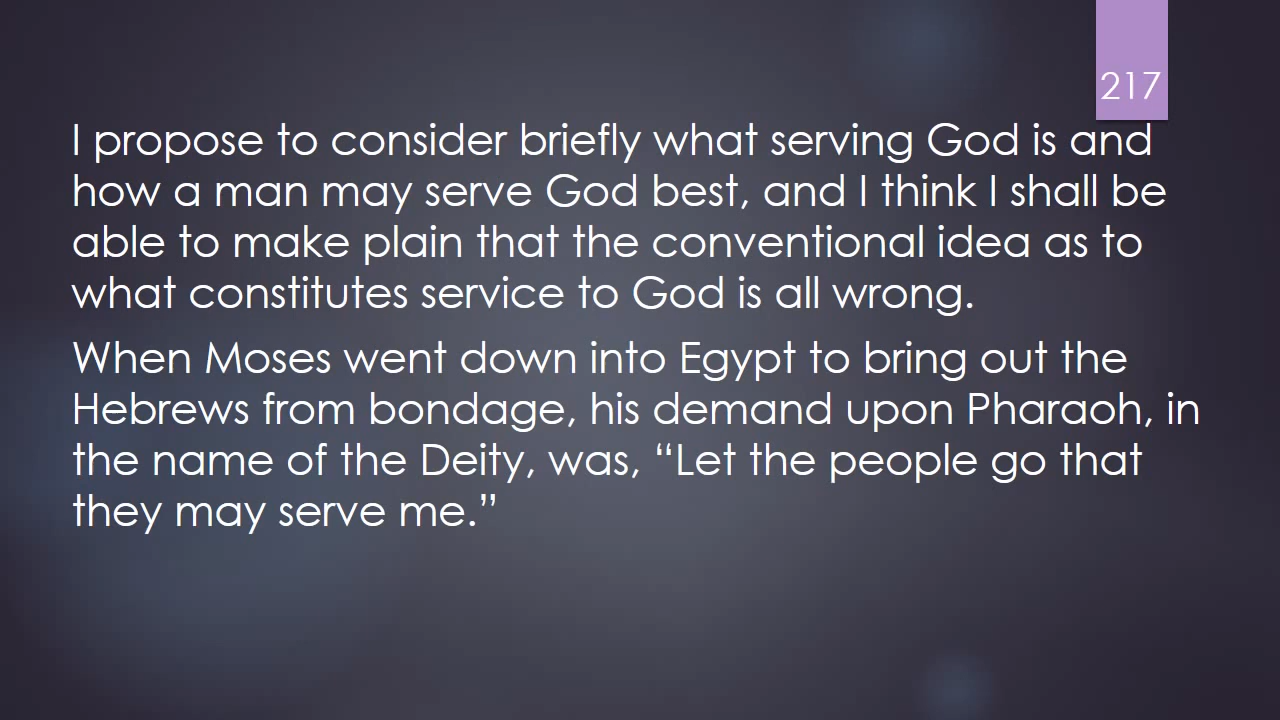 217
I propose to consider briefly what serving God is and
how a man may serve God best, and I think I shall be
able to make plain that the conventional idea as to
what constitutes service to God is all wrong.
When Moses went down into Egypt to bring out the
Hebrews from bondage, his demand upon Pharaoh, in
the name of the Deity, was, “Let the people go that
they may serve me.”